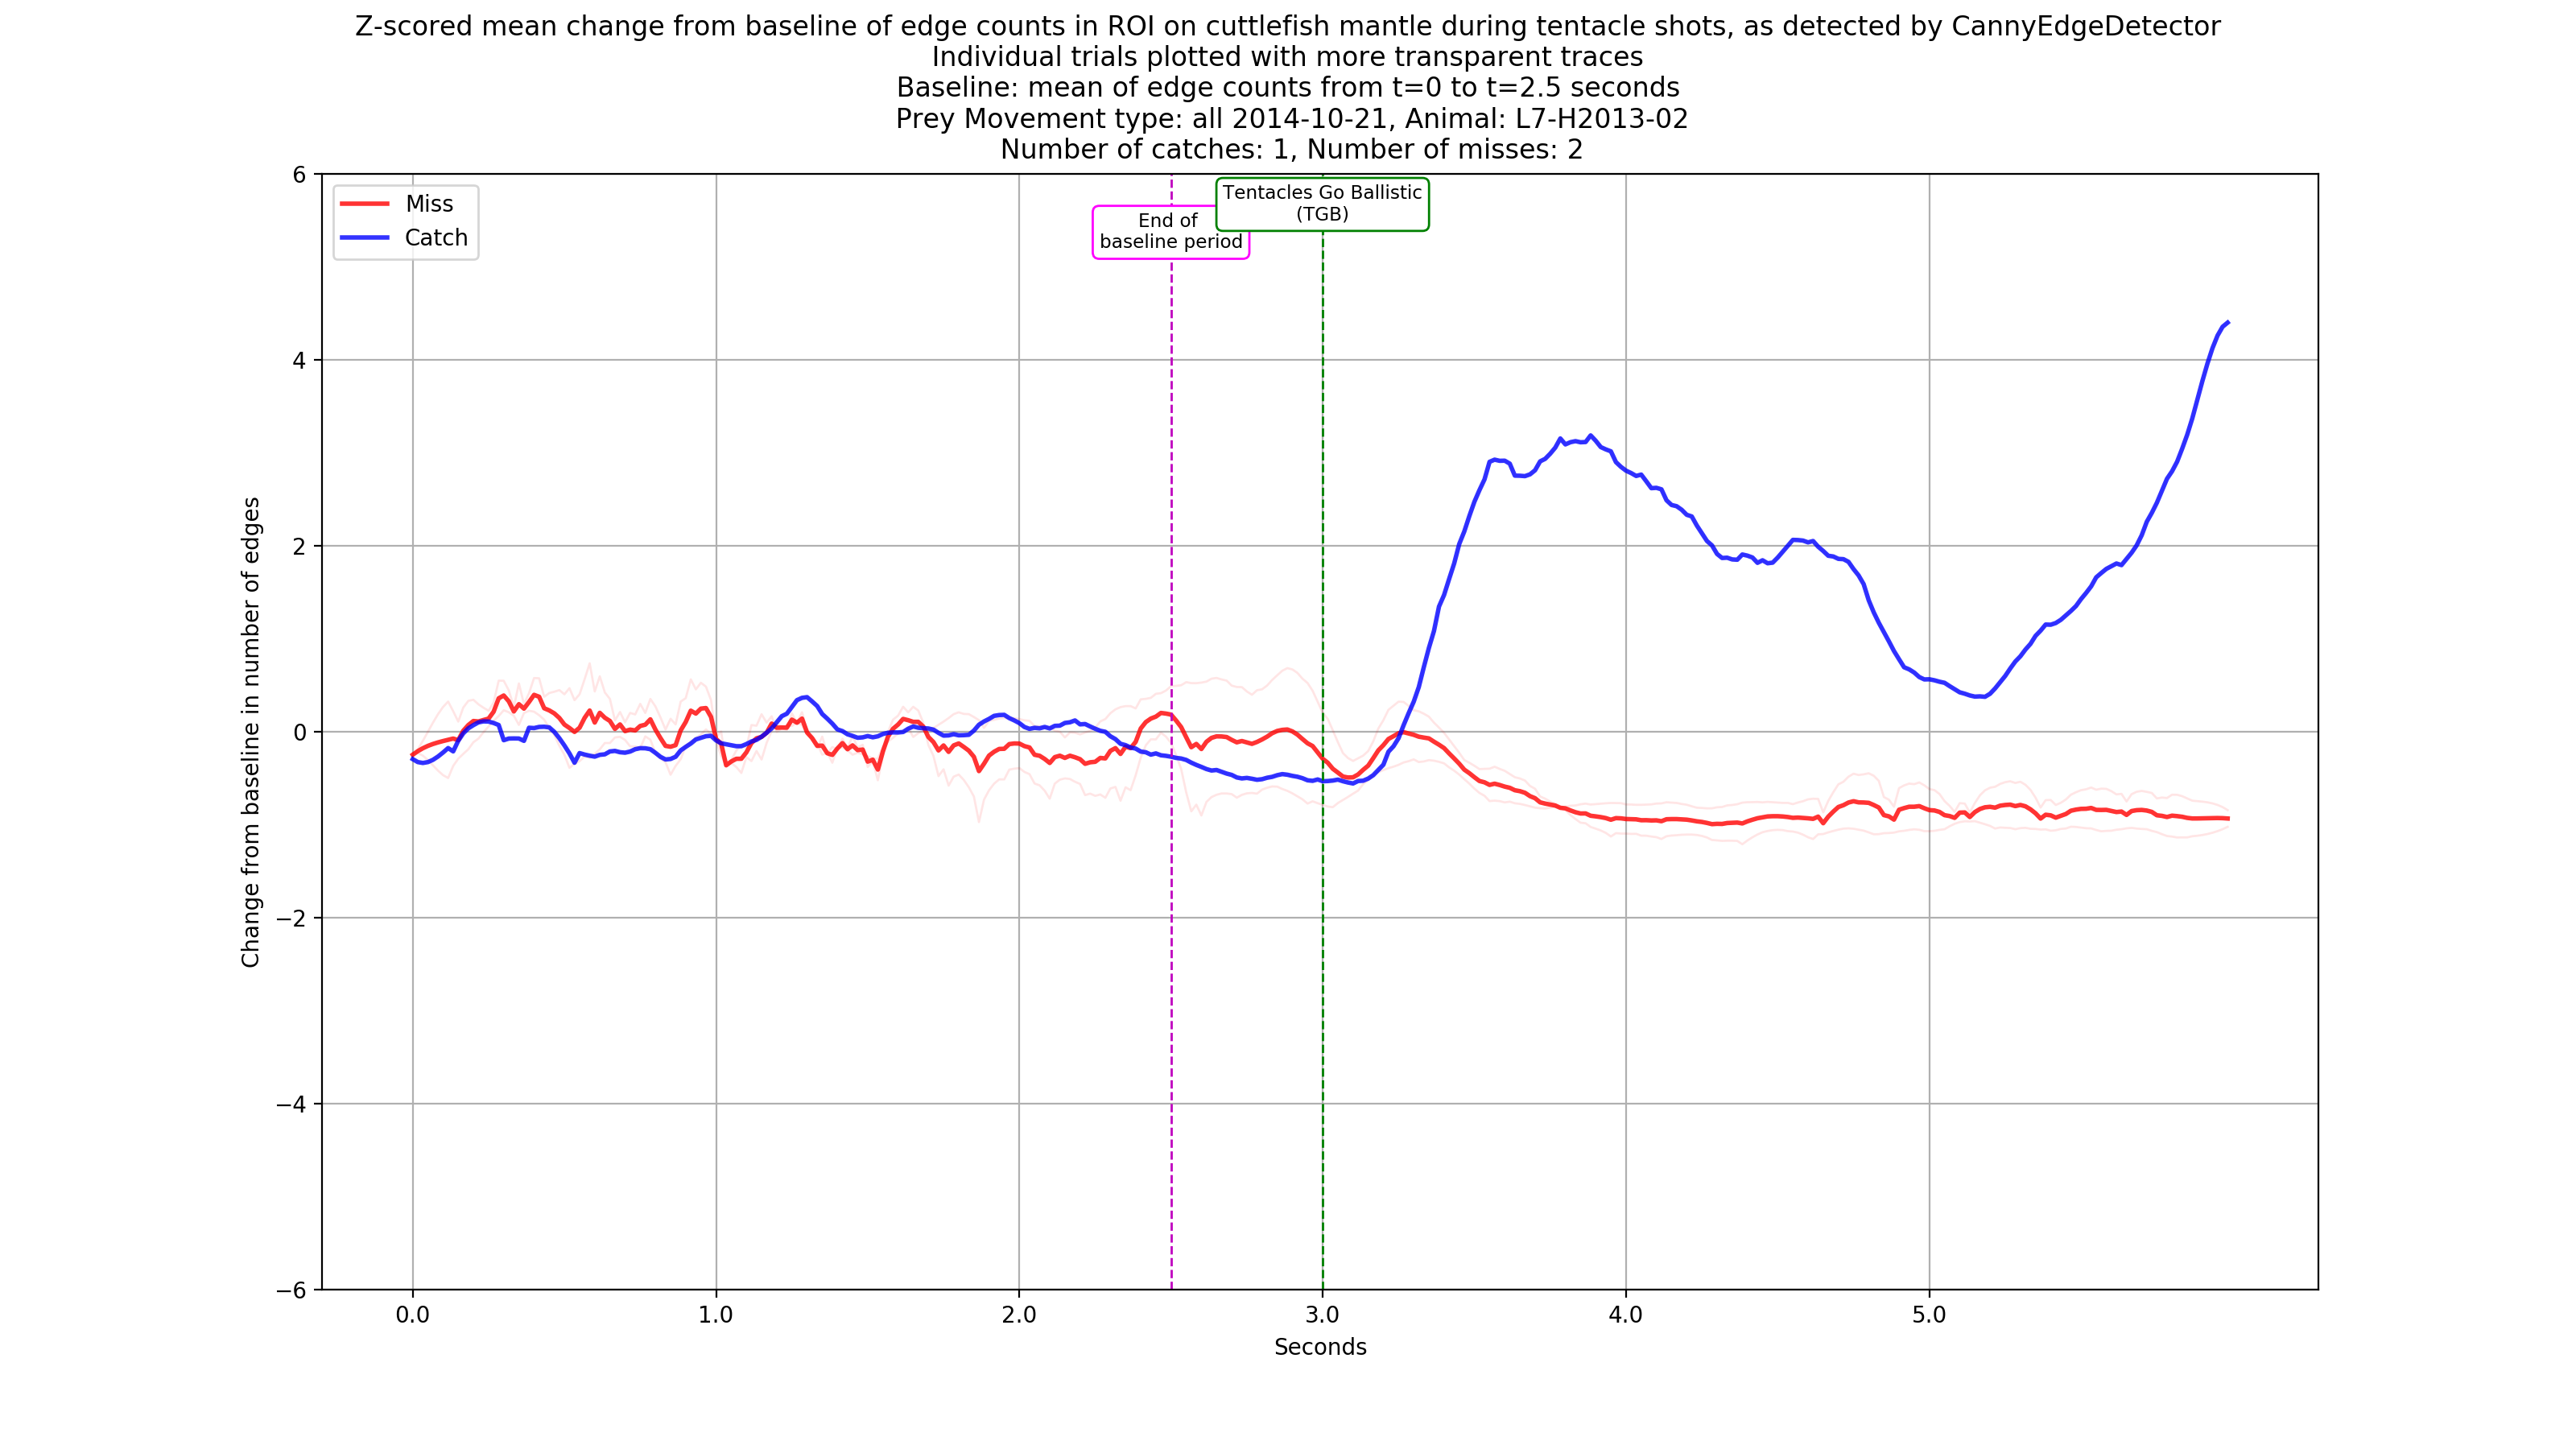 Z-scored mean change from baseline of edge counts in ROI on cuttlefish mantle during tentacle shots, as detected by CannyEdgeDetector
Individual trials plotted with more transparent traces
Baseline: mean of edge counts from t=0 to t=2.5 seconds
Prey Movement type: all 2014-10-21, Animal: L7-H2013-02
Number of catches: 1, Number of misses: 2
Miss
Catch
Tentacles Go Ballistic
(TGB)
End of
baseline period
Change from baseline in number of edges
6
4
2
0
−2
−4
−6
0.0
1.0
2.0
3.0
4.0
5.0
Seconds